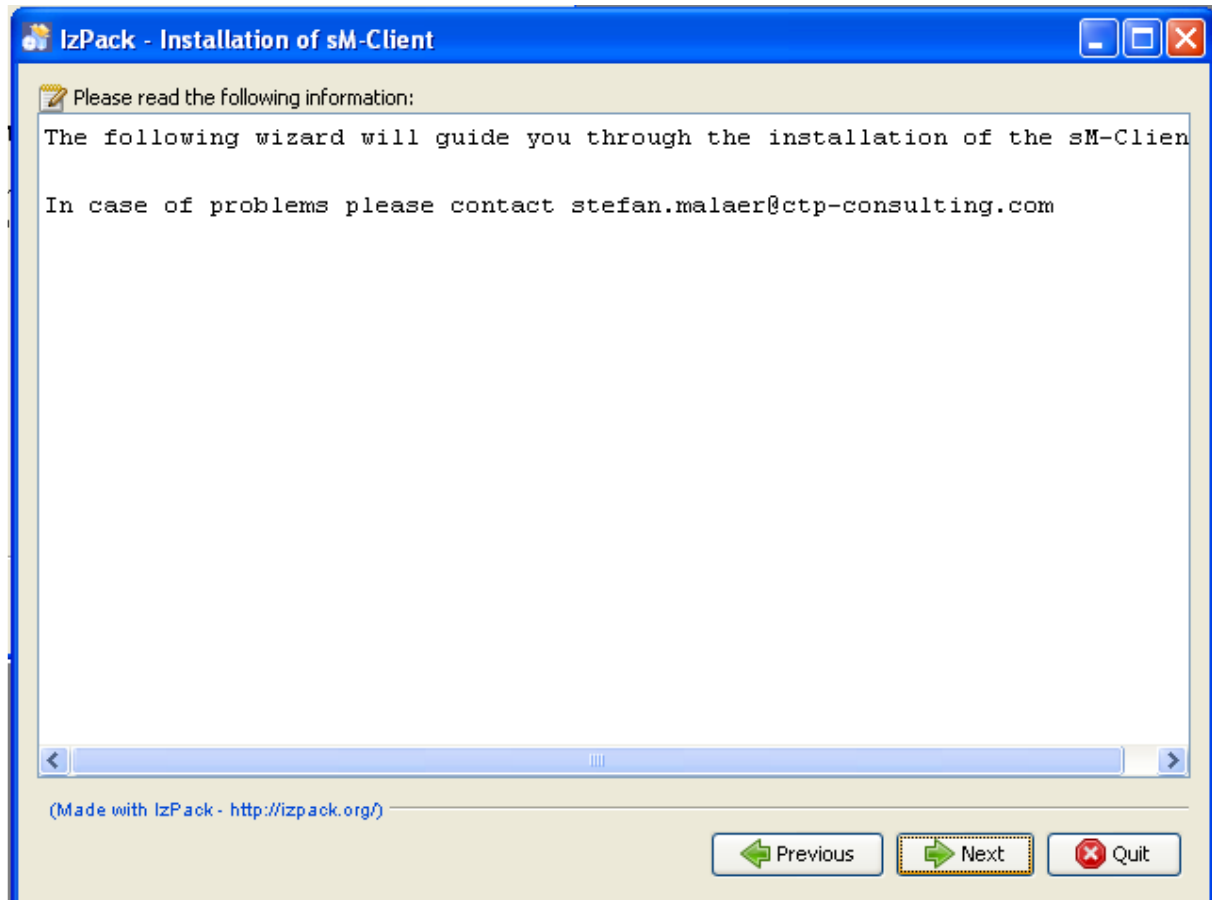 IzPack - Installation of sM-Client
Please read the following information:
The following wizard will guide you through the installation of the sM-Clien
In case of problems please contact stefan.malaer@ctp-consulting.com
(Made with IzPack - http://izpack.org/)
Previous
Next
Quit